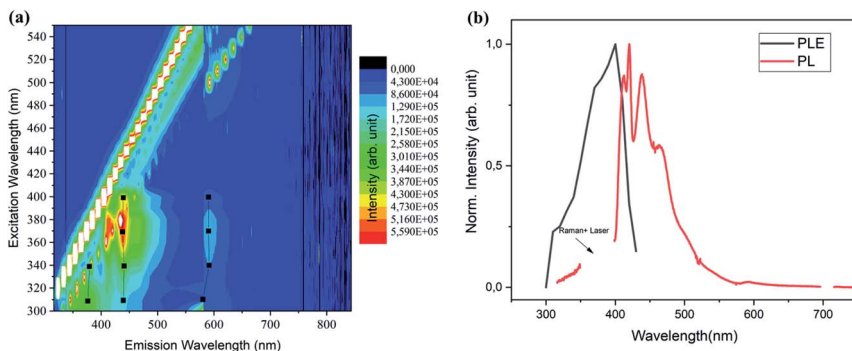 (a)
540
520
500
480
460
440
420
400
380
360
340
320
300
400
500
600
700
800
Excitation Wavelength (nm)
Emission Wavelength (nm)
0,000
4,300E+04
8,600E+04
1,290E+05
1,720E+05
2,150E+05
2,580E+05
3,010E+05
3,440E+05
3,870E+05
4,300E+05
4,730E+05
5,160E+05
5,590E+05
Intensity (arb. unit)
(b)
1,0
0,5
0,0
Norm. Intensity (arb. unit)
PLE
PL
Raman+ Laser
300
400
500
600
700
Wavelength(nm)